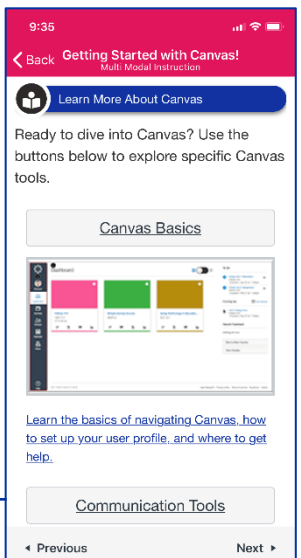 9:35
Back
Getting Started with Canvas!
Multi Modal Instruction
Learn More About Canvas
Ready to dive into Canvas? Use the
buttons below to explore specific Canvas
tools.
Canvas Basics
Dashboard
Learn the basics of navigating Canvas, how
to set up your user profile, and where to get
help.
Communication Tools
Previous
Next